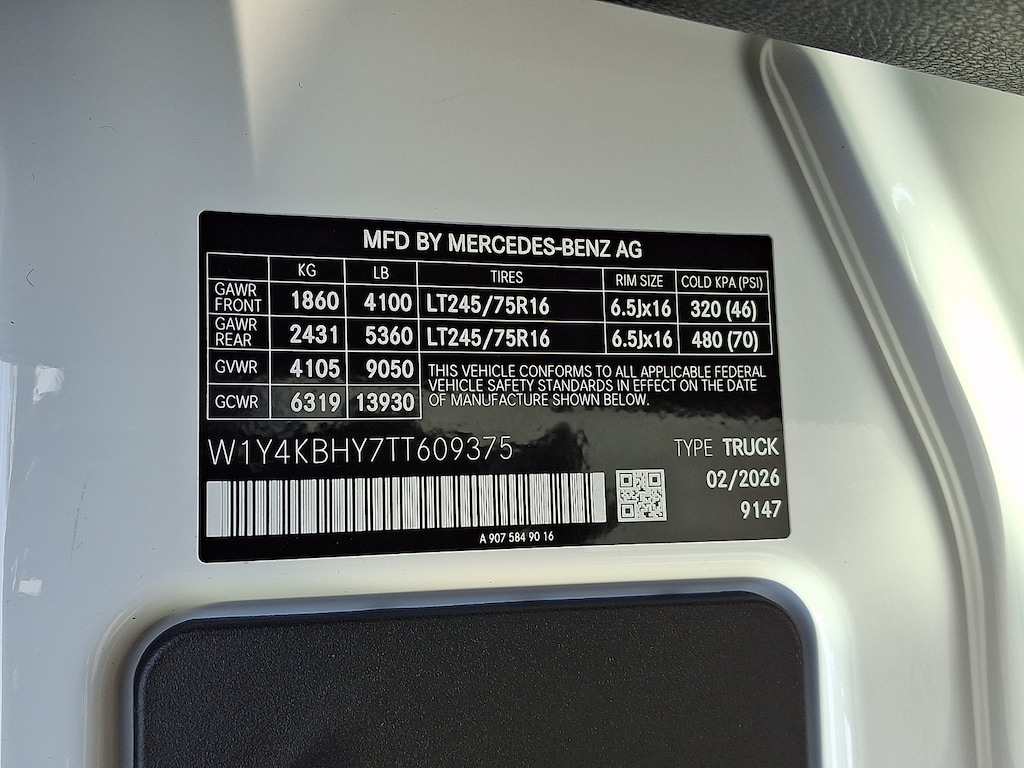 MFD BY MERCEDES-BENZ AG
KG LB TIRES RIM SIZE COLD KPA (PSI)
GAWR FRONT 1860 4100 LT245/75R16 6.5Jx16 320 (46)
GAWR REAR 2431 5360 LT245/75R16 6.5Jx16 480 (70)
GVWR 4105 9050
GCWR 6319 13930
THIS VEHICLE CONFORMS TO ALL APPLICABLE FEDERAL
VEHICLE SAFETY STANDARDS IN EFFECT ON THE DATE
OF MANUFACTURE SHOWN BELOW.
W1Y4KBHY7TT609375
TYPE TRUCK
02/2026
9147
A 907 584 90 16